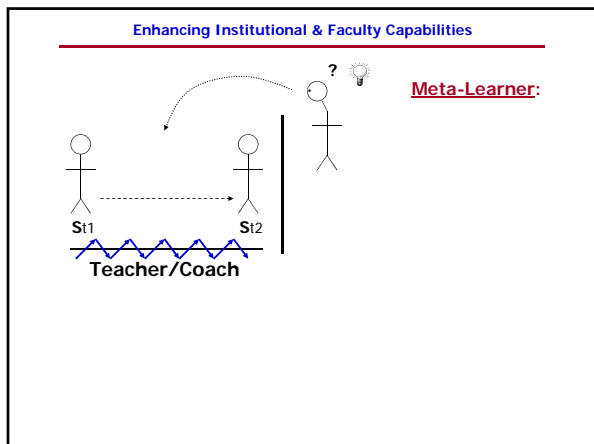 Enhancing Institutional & Faculty Capabilities
?
Meta-Learner:
St1 St2
Teacher/Coach